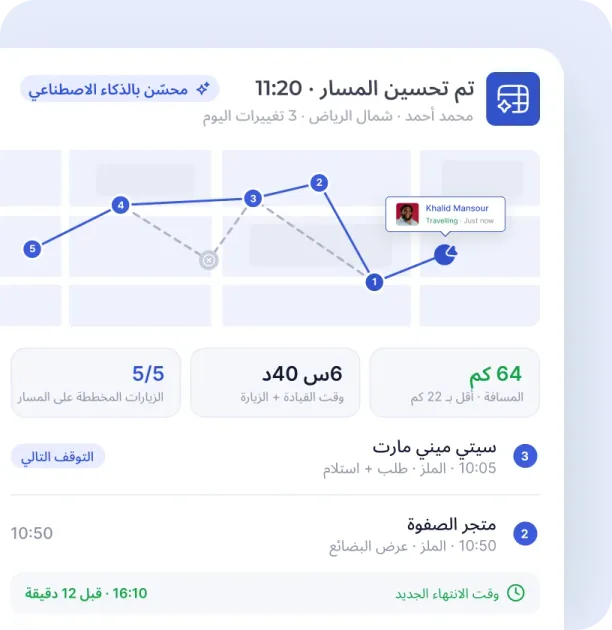 تم تحسين المسار · 11:20
محسّن بالذكاء الاصطناعي
محمد أحمد · شمال الرياض · 3 تغييرات اليوم
2
3
4
Khalid Mansour
Travelling · Just now
5
1
64 كم
المسافة · أقل بـ 22 كم
6س 40د
وقت القيادة + الزيارة
5/5
الزيارات المخططة على المسار
3
سيتي ميني مارت
10:05 · الملز · طلب + استلام
التوقف التالي
2
متجر الصفوة
10:50 · الملز · عرض البضائع
10:50
وقت الانتهاء الجديد
16:10 · قبل 12 دقيقة